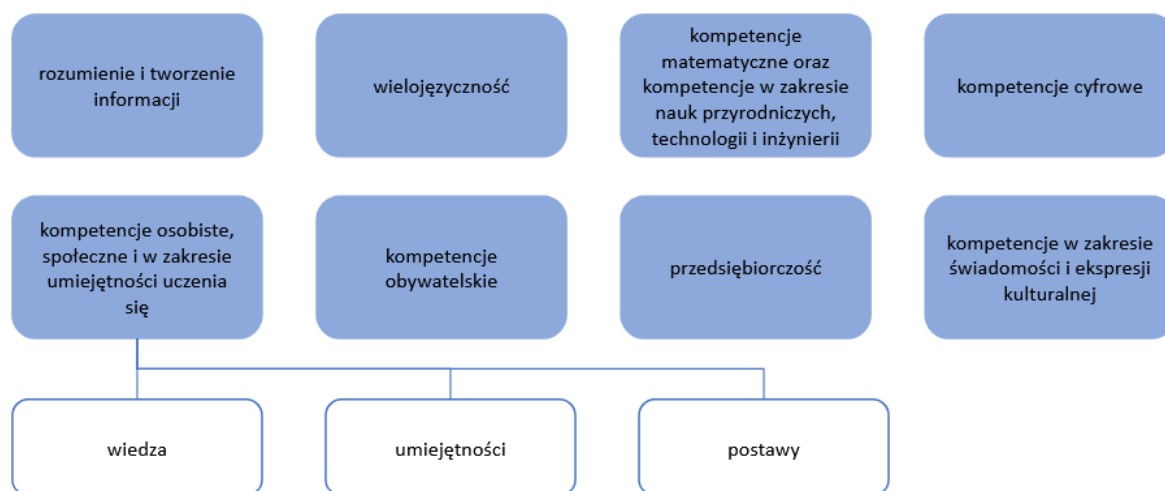 rozumienie i tworzenie
informacji
wielojęzyczność
kompetencje
matematyczne oraz
kompetencje w zakresie
nauk przyrodniczych,
technologii i inżynierii
kompetencje cyfrowe
kompetencje osobiste,
społeczne i w zakresie
umiejętności uczenia
się
kompetencje
obywatelskie
przedsiębiorczość
kompetencje w zakresie
świadomości i ekspresji
kulturalnej
wiedza
umiejętności
postawy